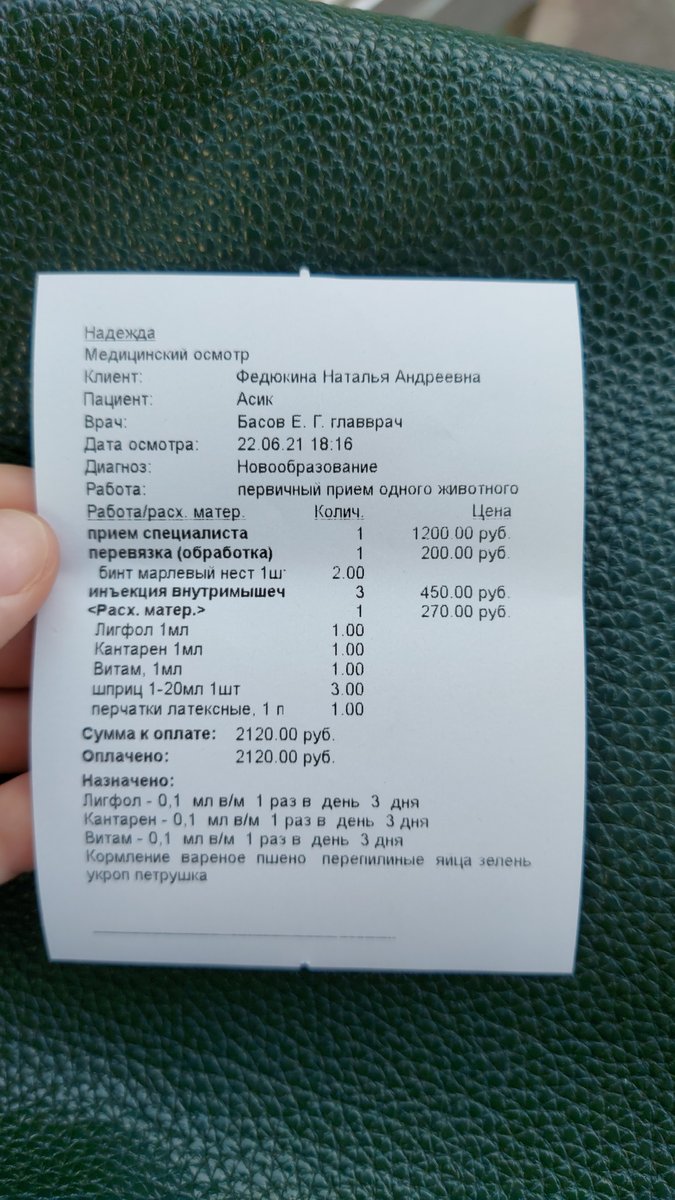 Надежда
Медицинский осмотр
Клиент: Федюкина Наталья Андреевна
Пациент: Асик
Врач: Басов Е. Г. главврач
Дата осмотра: 22.06.21 18:16
Диагноз: Новообразование
Работа: первичный прием одного животного
Работа/расх. матер. Колич. Цена
прием специалиста 1 1200.00 руб.
перевязка (обработка) 1 200.00 руб.
бинт марлевый нест 1ш 2.00
инъекция внутримышеч 3 450.00 руб.
<Расх. матер.> 1 270.00 руб.
Лигфол 1мл 1.00
Кантарен 1мл 1.00
Витам, 1мл 1.00
шприц 1-20мл 1шт 3.00
перчатки латексные, 1 п 1.00
Сумма к оплате: 2120.00 руб.
Оплачено: 2120.00 руб.
Назначено:
Лигфол - 0,1 мл в/м 1 раз в день 3 дня
Кантарен - 0,1 мл в/м 1 раз в день 3 дня
Витам - 0,1 мл в/м 1 раз в день 3 дня
Кормление вареное пшено перепилиные яица зелень
укроп петрушка